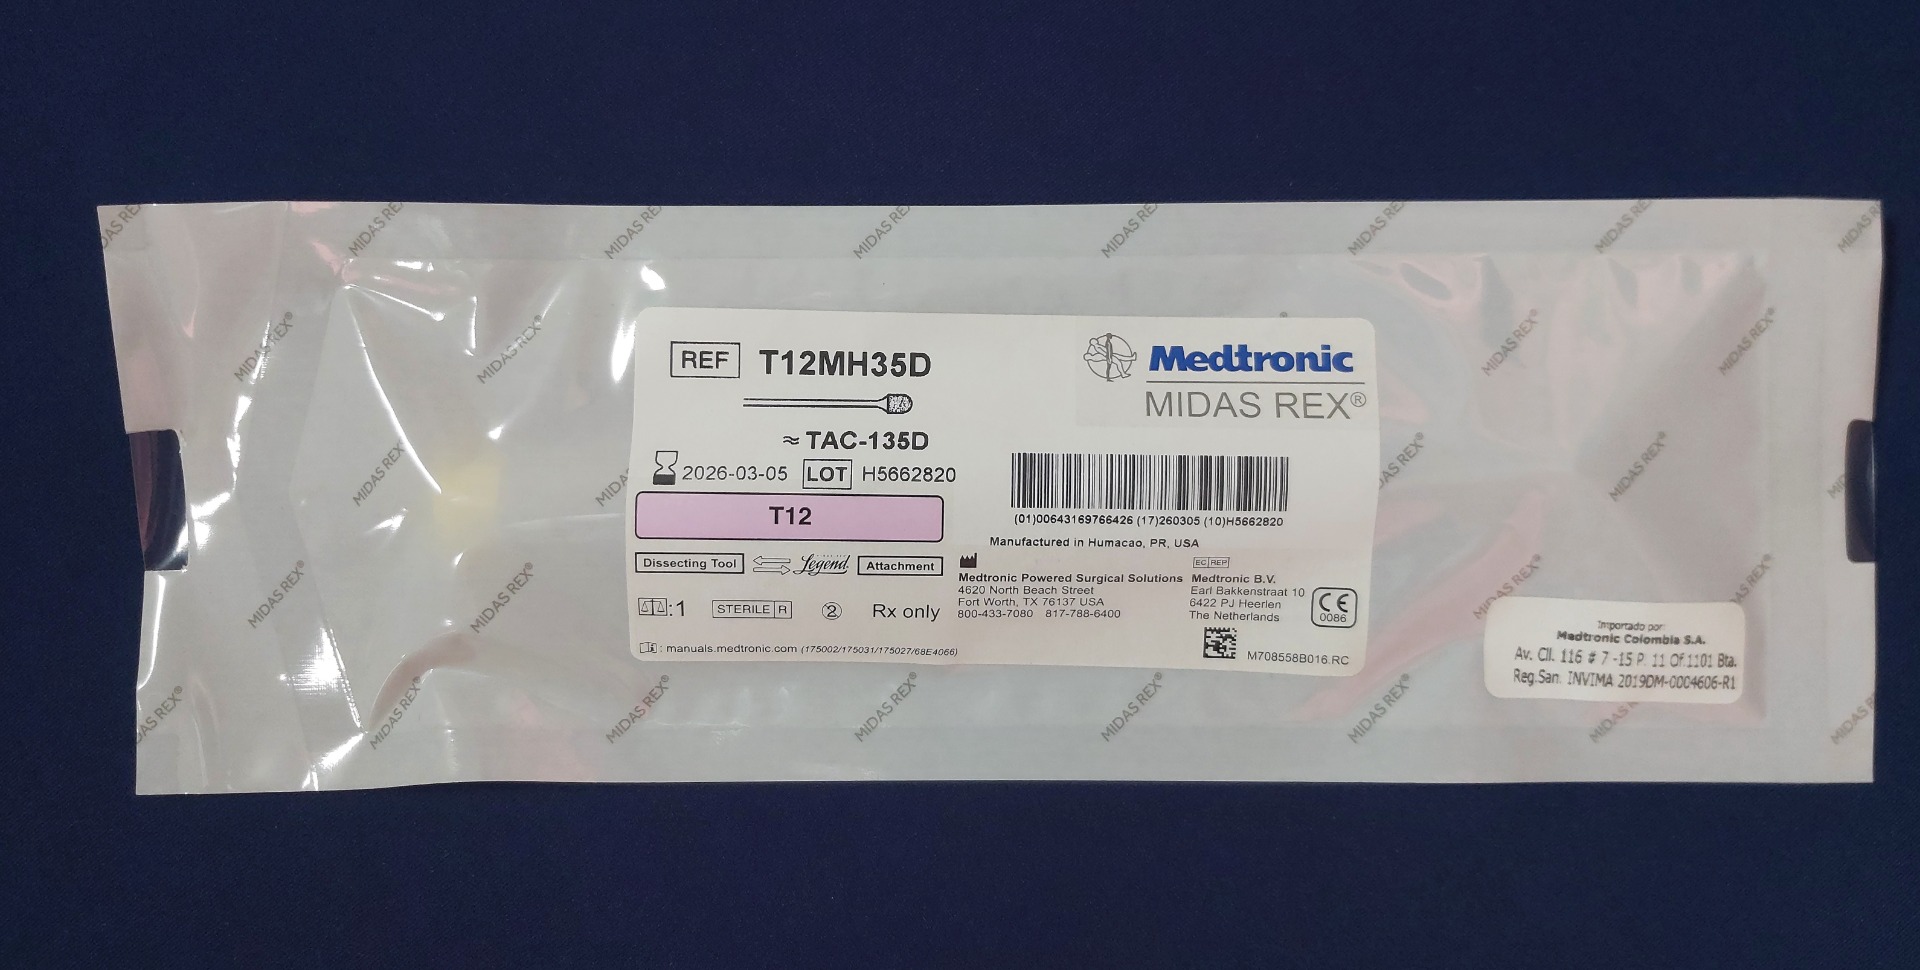 REF T12MH35D
≈ TAC-135D
2026-03-05 LOT H5662820
T12
Dissecting Tool Legend Attachment
:1 STERILE R 2 Rx only
: manuals.medtronic.com (175002/175031/175027/68E4066)
Medtronic
MIDAS REX®
(01)00643169766426 (17)260305 (10)H5662820
Manufactured in Humacao, PR, USA
Medtronic Powered Surgical Solutions
4620 North Beach Street
Fort Worth, TX 76137 USA
800-433-7080 817-788-6400
EC REP
Medtronic B.V.
Earl Bakkenstraat 10
6422 PJ Heerlen
The Netherlands
CE
0086
M708558B016.RC
Importado por:
Medtronic Colombia S.A.
Av. Cll. 116 # 7 -15 P. 11 Of.1101 Bta.
Reg.San. INVIMA 2019DM-0004606-R1
MIDAS REX®